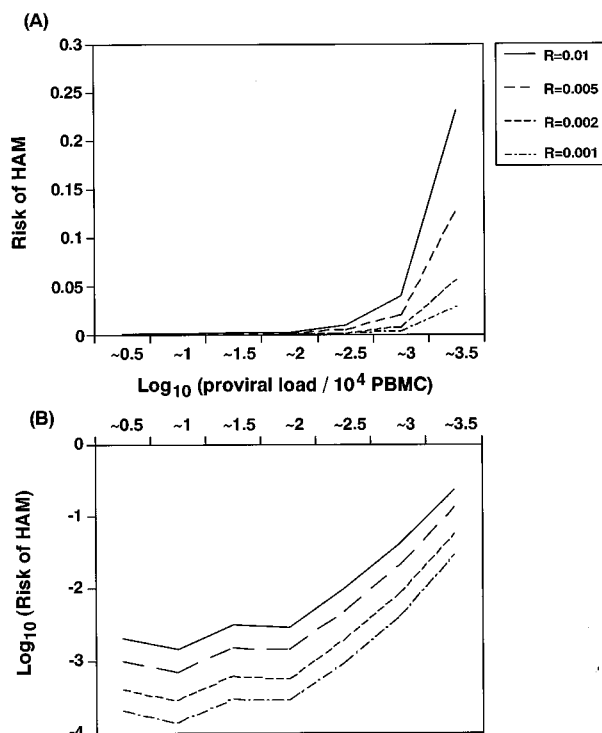 (A)
0.3
0.25
0.2
0.15
0.1
0.05
0
Risk of HAM
~0.5 ~1 ~1.5 ~2 ~2.5 ~3 ~3.5
Log10 (proviral load / 10^4 PBMC)
R=0.01
R=0.005
R=0.002
R=0.001
(B)
~0.5 ~1 ~1.5 ~2 ~2.5 ~3 ~3.5
0
-1
-2
-3
-4
Log10 (Risk of HAM)